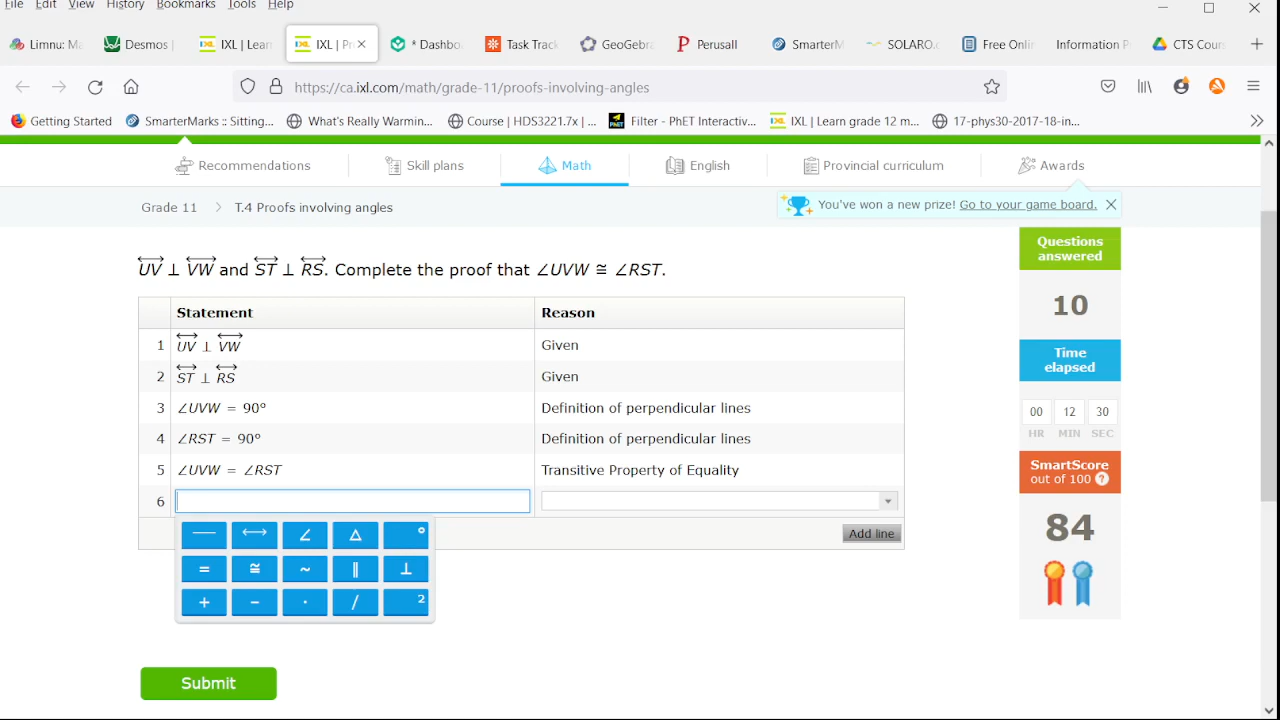 File Edit View History Bookmarks Tools Help
Limnu: Ma Desmos | IXL | Learn IXL | Pr * Dashbo Task Track GeoGebra Perusall SmarterM SOLARO. Free Onli Information P CTS Cour
https://ca.ixl.com/math/grade-11/proofs-involving-angles
Getting Started SmarterMarks :: Sitting... What's Really Warmin... Course | HDS3221.7x | ... Filter - PhET Interactiv... IXL | Learn grade 12 m... 17-phys30-2017-18-in...
Recommendations Skill plans Math English Provincial curriculum Awards
Grade 11 > T.4 Proofs involving angles
You've won a new prize! Go to your game board.
UV ⊥ VW and ST ⊥ RS. Complete the proof that ∠UVW ≅ ∠RST.
Statement Reason
1 UV ⊥ VW Given
2 ST ⊥ RS Given
3 ∠UVW = 90° Definition of perpendicular lines
4 ∠RST = 90° Definition of perpendicular lines
5 ∠UVW = ∠RST Transitive Property of Equality
6
Add line
— ↔ ∠ Δ °
= ≅ ~ ∥ ⊥
+ − · / 2
Submit
Questions
answered
10
Time
elapsed
00 12 30
HR MIN SEC
SmartScore
out of 100 ?
84